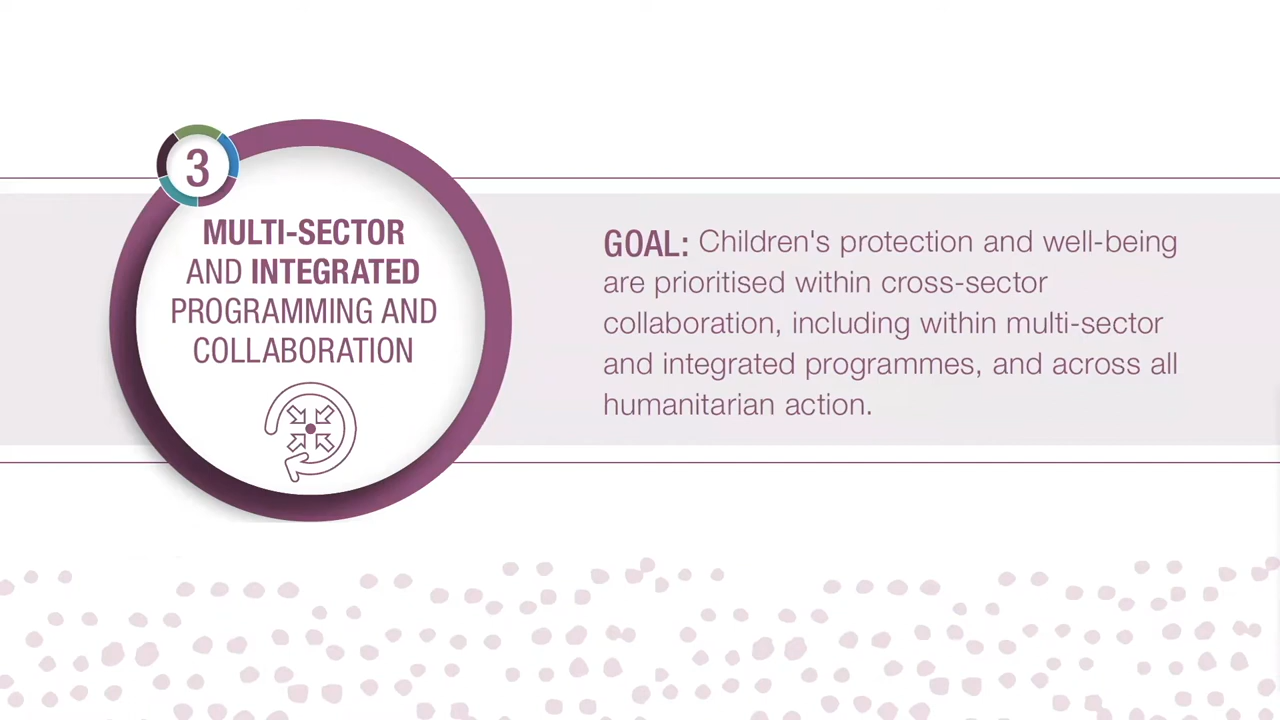 3
MULTI-SECTOR
AND INTEGRATED
PROGRAMMING AND
COLLABORATION
GOAL: Children's protection and well-being
are prioritised within cross-sector
collaboration, including within multi-sector
and integrated programmes, and across all
humanitarian action.